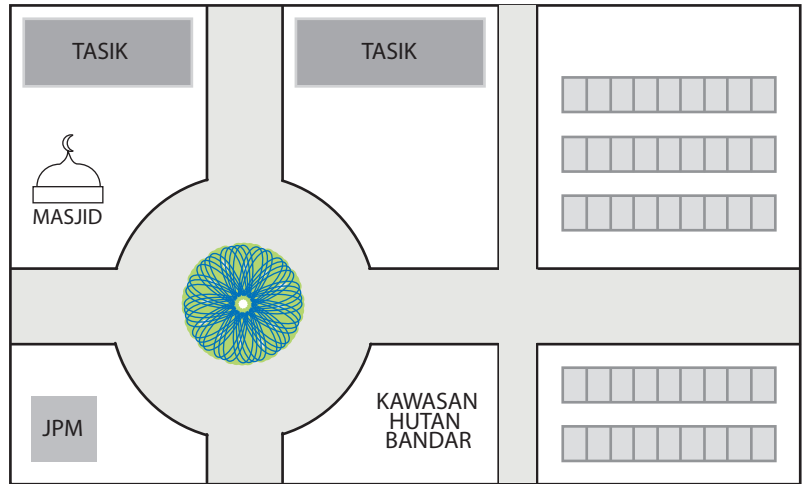 TASIK
TASIK
MASJID
JPM
KAWASAN
HUTAN
BANDAR